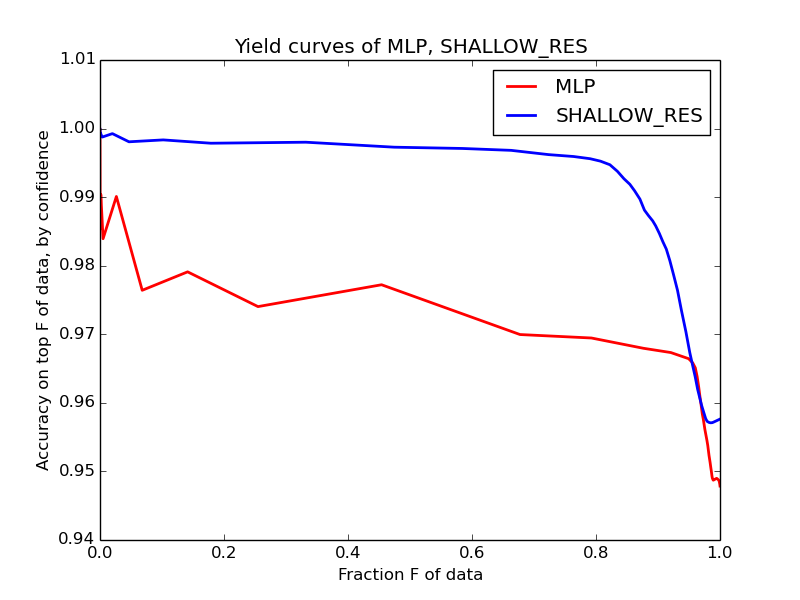 Yield curves of MLP, SHALLOW_RES
1.01
1.00
0.99
0.98
0.97
0.96
0.95
0.94
Accuracy on top F of data, by confidence
MLP
SHALLOW_RES
0.0
0.2
0.4
0.6
0.8
1.0
Fraction F of data